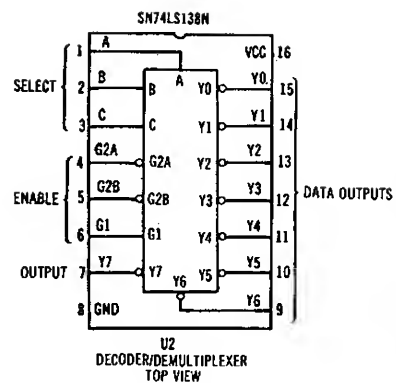 SN74LS138N
1 A VCC 16
A Y0 Y0 15
SELECT 2 B B
Y1 Y1 14
3 C C
Y2 Y2 13
4 G2A G2A
Y3 Y3 12
ENABLE 5 G2B G2B DATA OUTPUTS
Y4 Y4 11
6 G1 G1
Y5 Y5 10
OUTPUT 7 Y7 Y7
Y6 Y6 9
8 GND
U2
DECODER/DEMULTIPLEXER
TOP VIEW